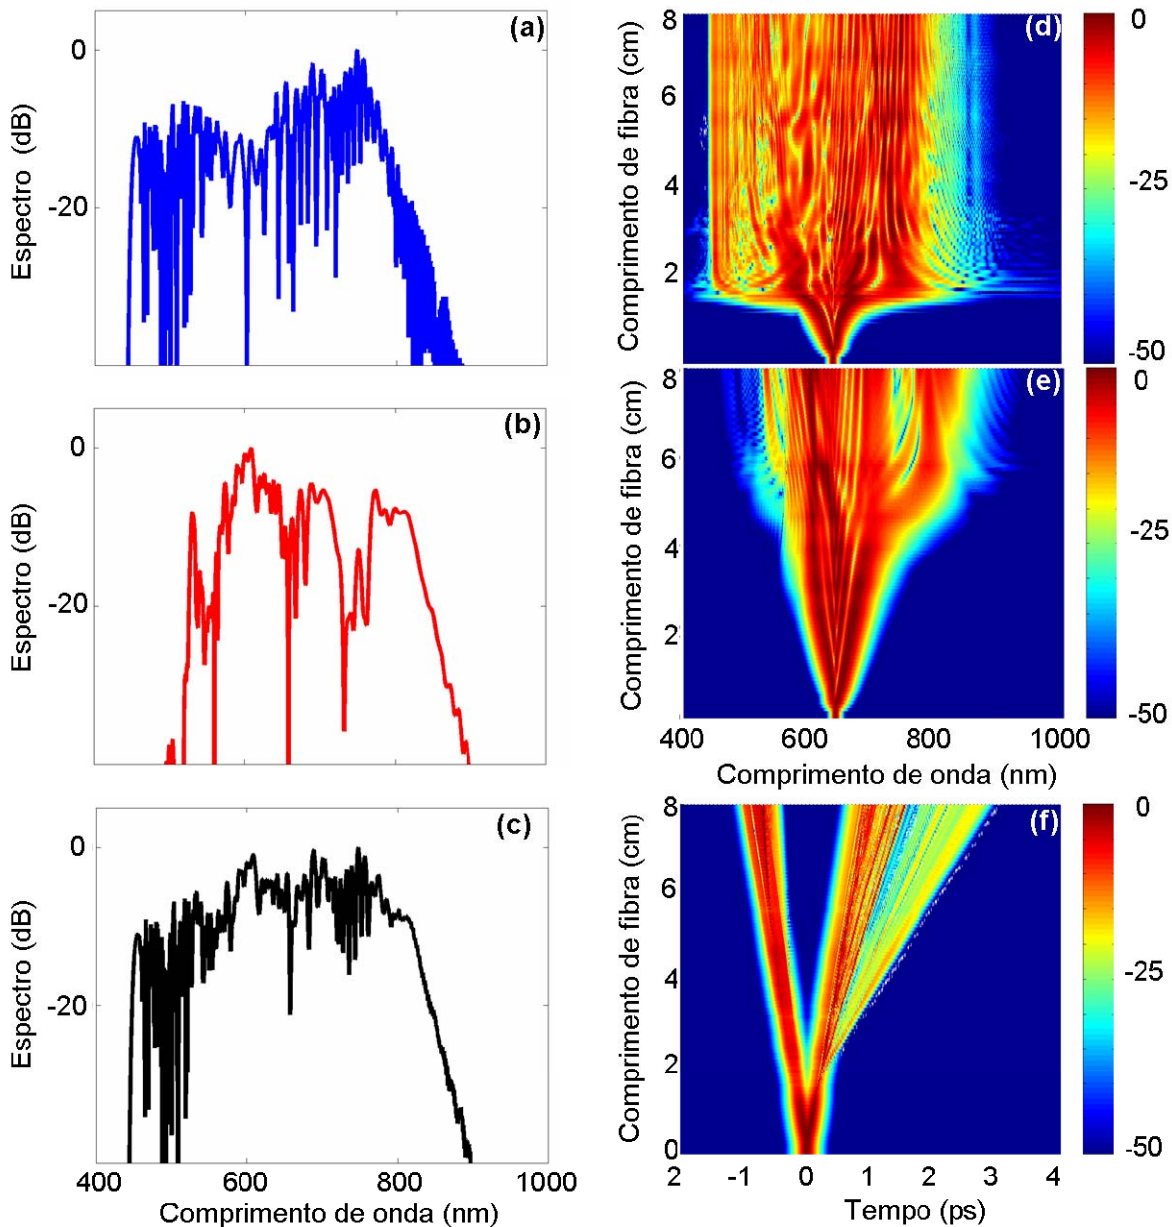 (a)
0
-20
Espectro (dB)
(b)
0
-20
Espectro (dB)
(c)
0
-20
Espectro (dB)
400 600 800 1000
Comprimento de onda (nm)
(d)
8
6
4
2
Comprimento de fibra (cm)
0
-25
-50
(e)
8
6
4
2
Comprimento de fibra (cm)
0
-25
-50
400 600 800 1000
Comprimento de onda (nm)
(f)
8
6
4
2
0
Comprimento de fibra (cm)
0
-25
-50
2 -1 0 1 2 3 4
Tempo (ps)